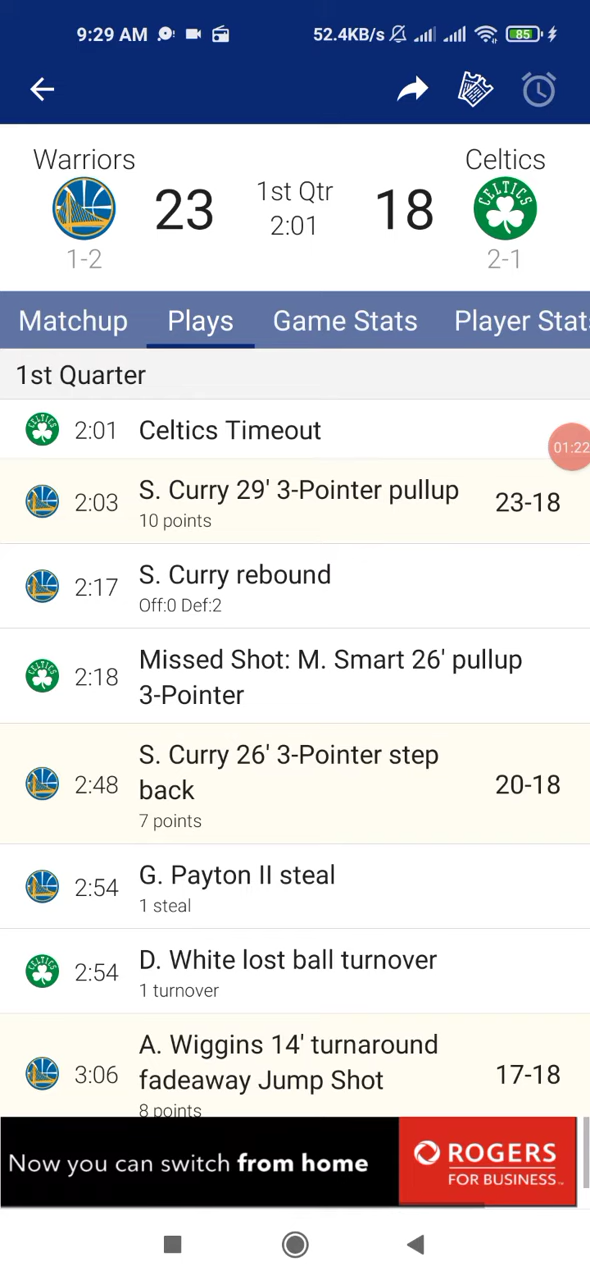 9:29 AM 52.4KB/s 85
Warriors Celtics
23 1st Qtr 18
2:01
CELTICS
1-2 2-1
Matchup Plays Game Stats Player Stat
1st Quarter
2:01 Celtics Timeout
01:22
2:03 S. Curry 29' 3-Pointer pullup 23-18
10 points
2:17 S. Curry rebound
Off:0 Def:2
2:18 Missed Shot: M. Smart 26' pullup
3-Pointer
2:48 S. Curry 26' 3-Pointer step
back 20-18
7 points
2:54 G. Payton II steal
1 steal
2:54 D. White lost ball turnover
1 turnover
3:06 A. Wiggins 14' turnaround
fadeaway Jump Shot 17-18
8 points
Now you can switch from home
ROGERS
FOR BUSINESS™